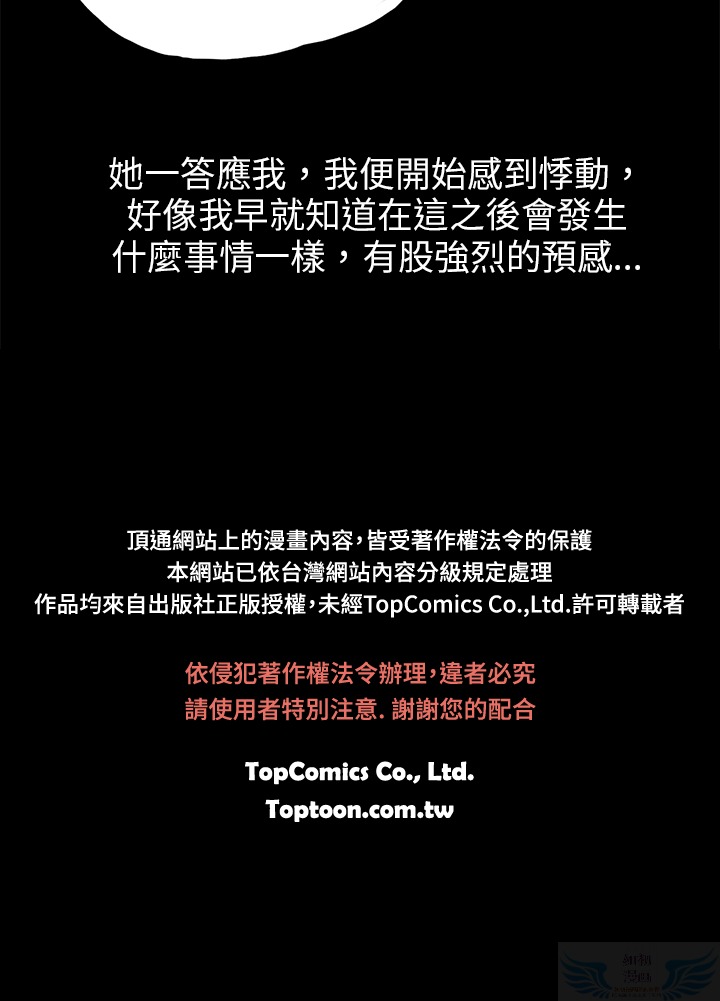 她一答應我，我便開始感到悸動，
好像我早就知道在這之後會發生
什麼事情一樣，有股強烈的預感...
頂通網站上的漫畫內容，皆受著作權法令的保護
本網站已依台灣網站內容分級規定處理
作品均來自出版社正版授權，未經TopComics Co.,Ltd.許可轉載者
依侵犯著作權法令辦理，違者必究
請使用者特別注意. 謝謝您的配合
TopComics Co., Ltd.
Toptoon.com.tw